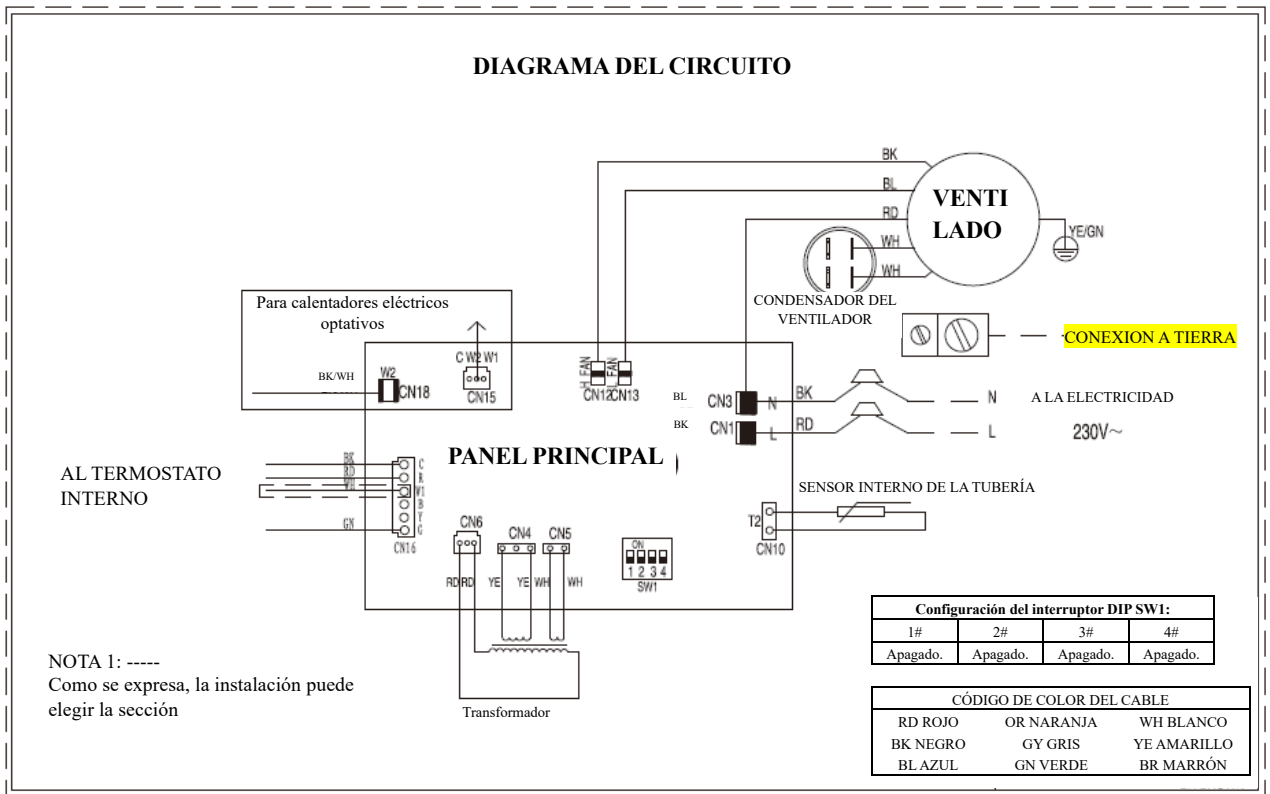 DIAGRAMA DEL CIRCUITO
BK
BL
RD
WH
WH
VENTI
LADO
YE/GN
CONDENSADOR DEL
VENTILADOR
CONEXION A TIERRA
Para calentadores eléctricos
optativos
C W2 W1
CN15
BK/WH
W2
CN18
H_FAN
L_FAN
CN12
CN13
BL
CN3
N
BK
N
A LA ELECTRICIDAD
BK
CN1
L
RD
L
230V~
PANEL PRINCIPAL
AL TERMOSTATO
INTERNO
BK
RD
WH
GN
C
R
W1
B
Y
G
CN16
SENSOR INTERNO DE LA TUBERÍA
T2
CN10
CN6
CN4
CN5
RD
RD
YE
YE
WH
WH
ON
1 2 3 4
SW1
Transformador
NOTA 1: -----
Como se expresa, la instalación puede
elegir la sección
Configuración del interruptor DIP SW1:
1# 2# 3# 4#
Apagado. Apagado. Apagado. Apagado.
CÓDIGO DE COLOR DEL CABLE
RD ROJO OR NARANJA WH BLANCO
BK NEGRO GY GRIS YE AMARILLO
BL AZUL GN VERDE BR MARRÓN